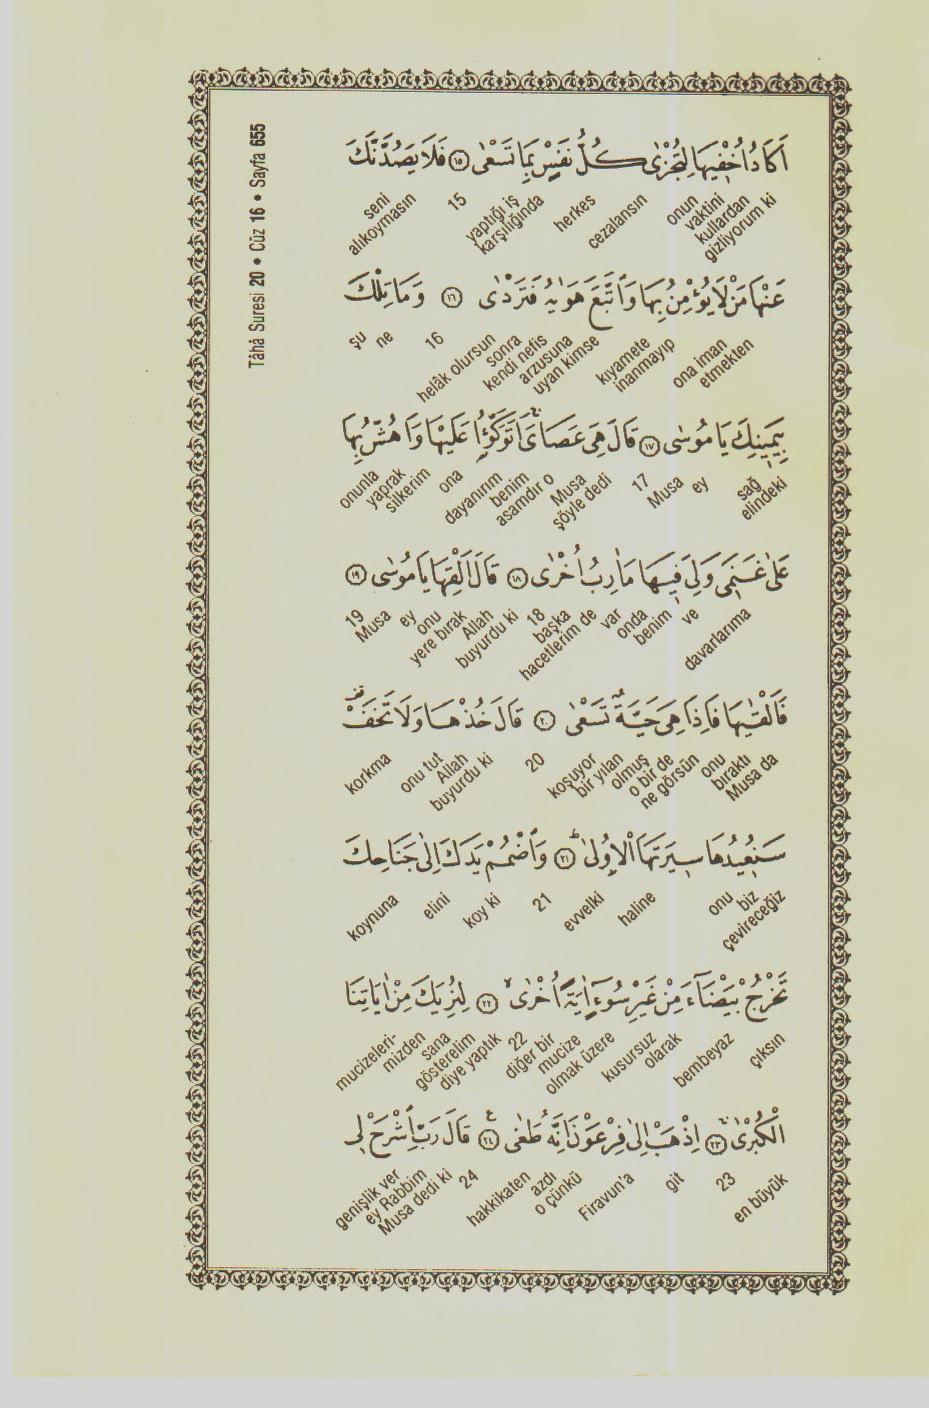 Tâhâ Suresi 20 • Cüz 16 • Sayfa 655
اَكَادُ اُخْفٖيهَا لِتُجْزٰى كُلُّ نَفْسٍ بِمَا تَسْعٰى ﴿١٥﴾ فَلَا يَصُدَّنَّكَ
onun vaktini kullardan gizliyorum ki cezalansın herkes yaptığı iş karşılığında 15 seni alıkoymasın
عَنْهَا مَنْ لَا يُؤْمِنُ بِهَا وَاتَّبَعَ هَوٰيهُ فَتَرْدٰى ﴿١٦﴾ وَمَا تِلْكَ
ona iman etmekten kıyamete inanmayıp arzusuna uyan kimse sonra kendi nefis helâk olursun 16 ne şu
بِيَمٖينِكَ يَا مُوسٰى ﴿١٧﴾ قَالَ هِيَ عَصَايَ اَتَوَكَّؤُا عَلَيْهَا وَاَهُشُّ بِهَا
sağ elindeki ey Musa 17 Musa şöyle dedi benim asamdır o dayanırım ona yaprak silkerim onunla
عَلٰى غَنَمٖي وَلِيَ فٖيهَا مَاٰرِبُ اُخْرٰى ﴿١٨﴾ قَالَ اَلْقِهَا يَا مُوسٰى ﴿١٩﴾
davarlarıma ve benim onda var başka hacetlerim de 18 Allah buyurdu ki onu yere bırak ey Musa 19
فَاَلْقٰيهَا فَاِذَا هِيَ حَيَّةٌ تَسْعٰى ﴿٢٠﴾ قَالَ خُذْهَا وَلَا تَخَفْ
onu bıraktı Musa da ne görsün o bir de olmuş bir yılan koşuyor 20 Allah buyurdu ki onu tut korkma
سَنُعٖيدُهَا سٖيرَتَهَا الْاُولٰى ﴿٢١﴾ وَاضْمُمْ يَدَكَ اِلٰى جَنَاحِكَ
onu biz çevireceğiz haline evvelki 21 koy ki elini koynuna
تَخْرُجْ بَيْضَٓاءَ مِنْ غَيْرِ سُٓوءٍ اٰيَةً اُخْرٰى ﴿٢٢﴾ لِنُرِيَكَ مِنْ اٰيَاتِنَا
çıksın bembeyaz olarak kusursuz mucize olmak üzere diğer bir 22 sana gösterelim diye yaptık mucizeleri-mizden
الْكُبْرٰى ﴿٢٣﴾ اِذْهَبْ اِلٰى فِرْعَوْنَ اِنَّهُ طَغٰى ﴿٢٤﴾ قَالَ رَبِّ اشْرَحْ لٖي
en büyük 23 git Firavun'a o çünkü azdı hakkikaten 24 Musa dedi ki ey Rabbim genişlik ver